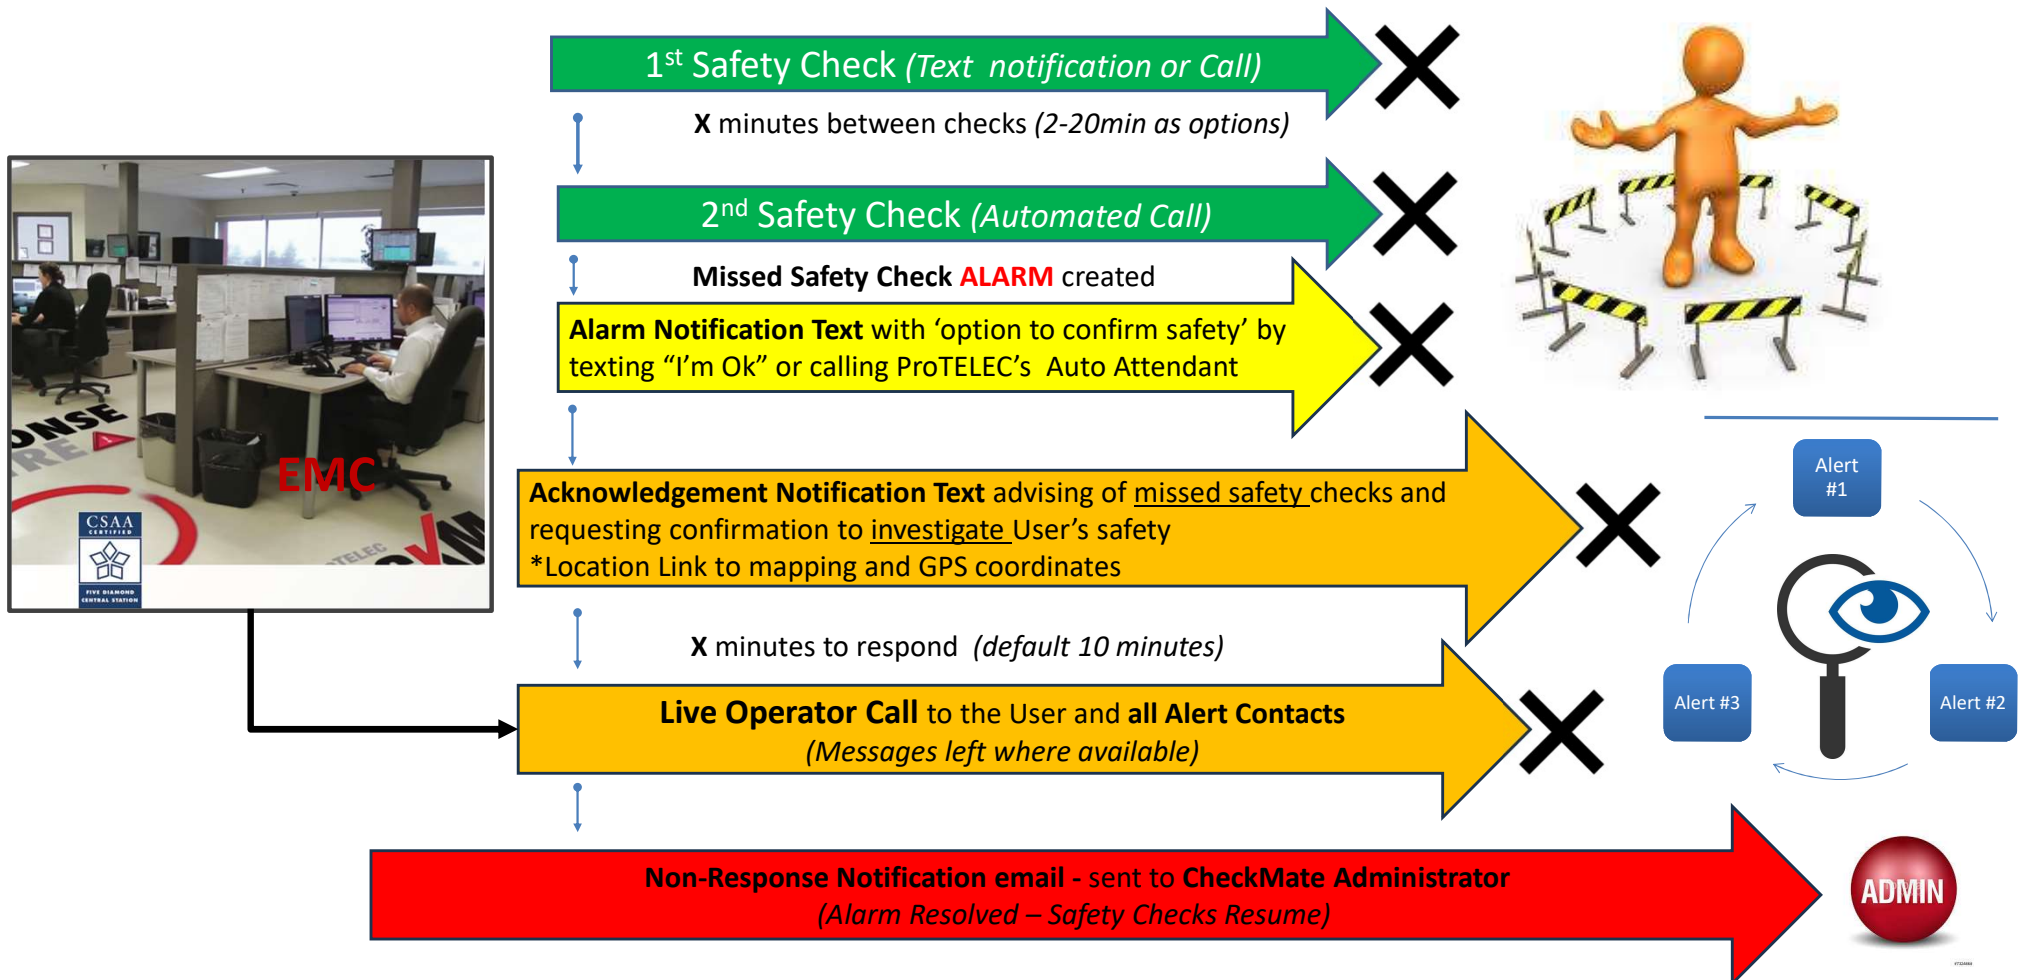 1st Safety Check (Text notification or Call)
X minutes between checks (2-20min as options)
2nd Safety Check (Automated Call)
Missed Safety Check ALARM created
Alarm Notification Text with ‘option to confirm safety’ by
texting “I’m Ok” or calling ProTELEC’s Auto Attendant
Acknowledgement Notification Text advising of missed safety checks and
requesting confirmation to investigate User’s safety
*Location Link to mapping and GPS coordinates
X minutes to respond (default 10 minutes)
Live Operator Call to the User and all Alert Contacts
(Messages left where available)
Non-Response Notification email - sent to CheckMate Administrator
(Alarm Resolved – Safety Checks Resume)
EMC
CSAA
CERTIFIED
FIVE DIAMOND
CENTRAL STATION
Alert
#1
Alert #3
Alert #2
ADMIN